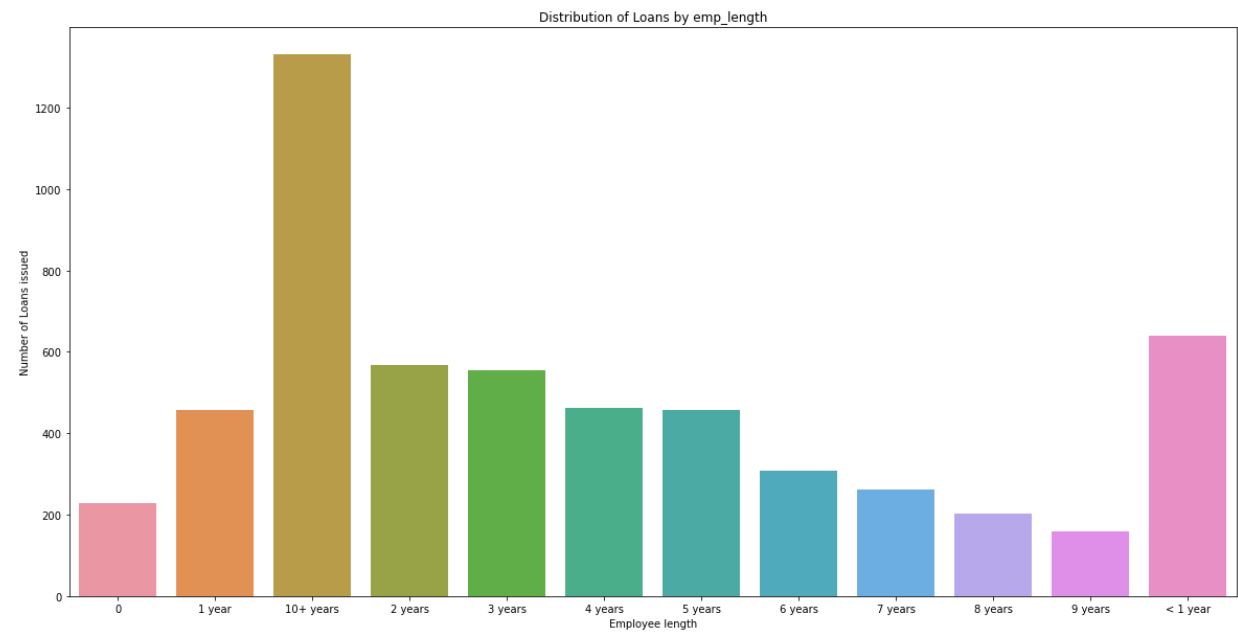 Distribution of Loans by emp_length
Number of Loans issued
1200
1000
800
600
400
200
0
0 1 year 10+ years 2 years 3 years 4 years 5 years 6 years 7 years 8 years 9 years < 1 year
Employee length